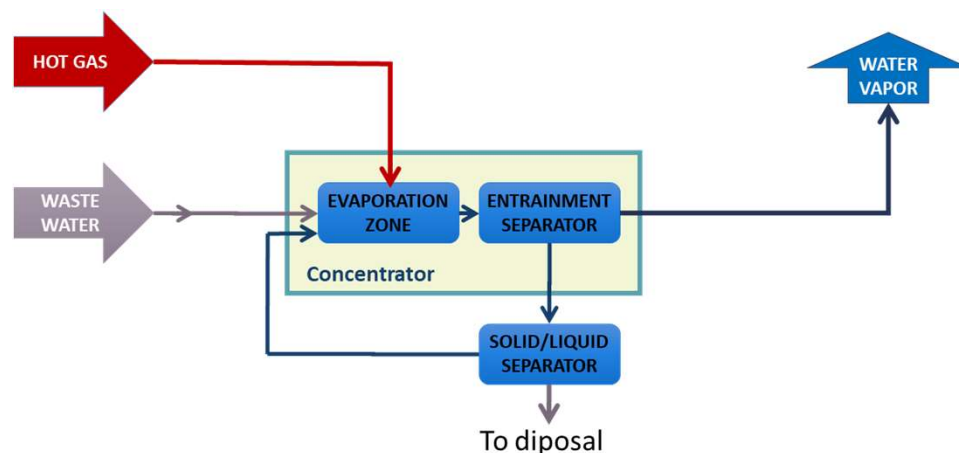 HOT GAS
WATER
VAPOR
WASTE
WATER
EVAPORATION
ZONE
ENTRAINMENT
SEPARATOR
Concentrator
SOLID/LIQUID
SEPARATOR
To diposal